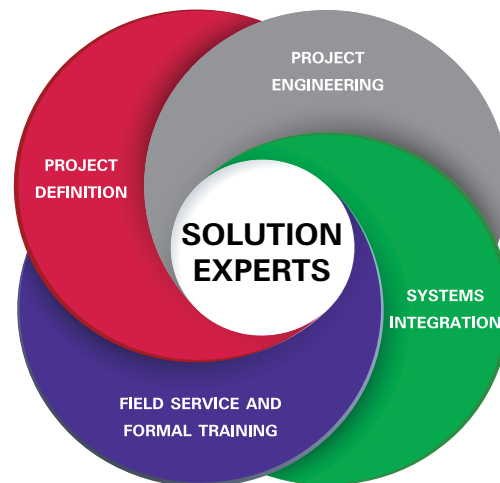 PROJECT
ENGINEERING
PROJECT
DEFINITION
SOLUTION
EXPERTS
SYSTEMS
INTEGRATION
FIELD SERVICE AND
FORMAL TRAINING